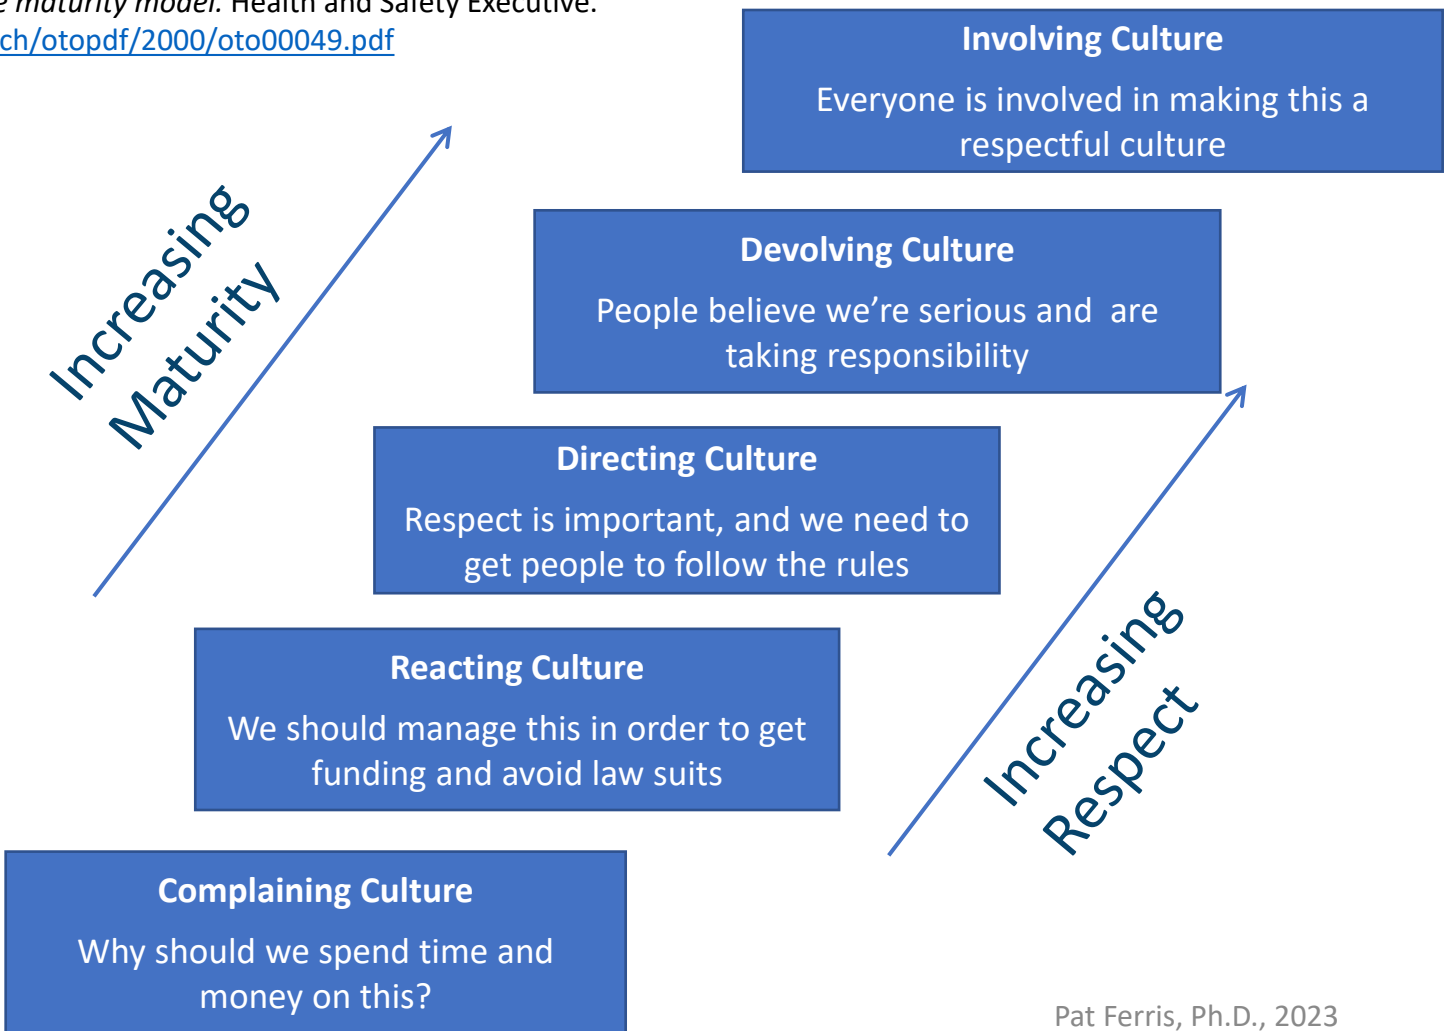 e maturity model. Health and Safety Executive.
ch/otopdf/2000/oto00049.pdf
Involving Culture
Everyone is involved in making this a
respectful culture
Increasing
Maturity
Devolving Culture
People believe we’re serious and  are
taking responsibility
Directing Culture
Respect is important, and we need to
get people to follow the rules
Increasing
Respect
Reacting Culture
We should manage this in order to get
funding and avoid law suits
Complaining Culture
Why should we spend time and
money on this?
Pat Ferris, Ph.D., 2023